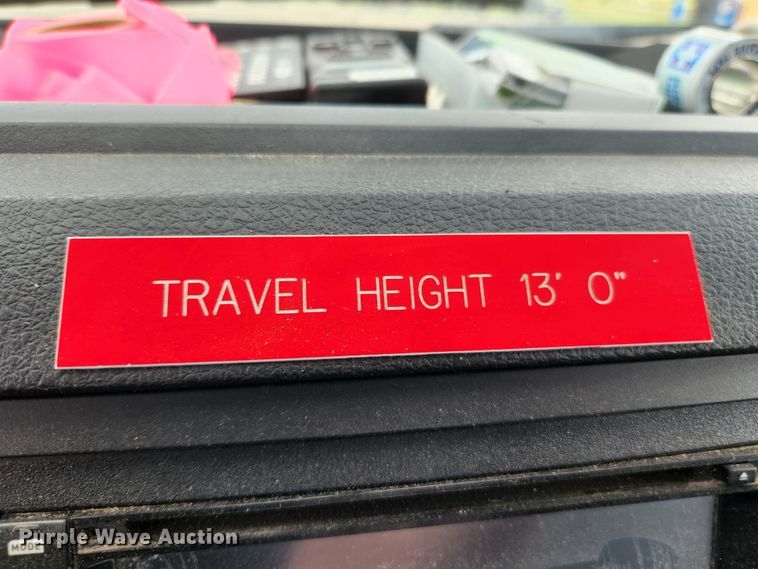 TRAVEL HEIGHT 13' 0"
MODE
Purple Wave Auction